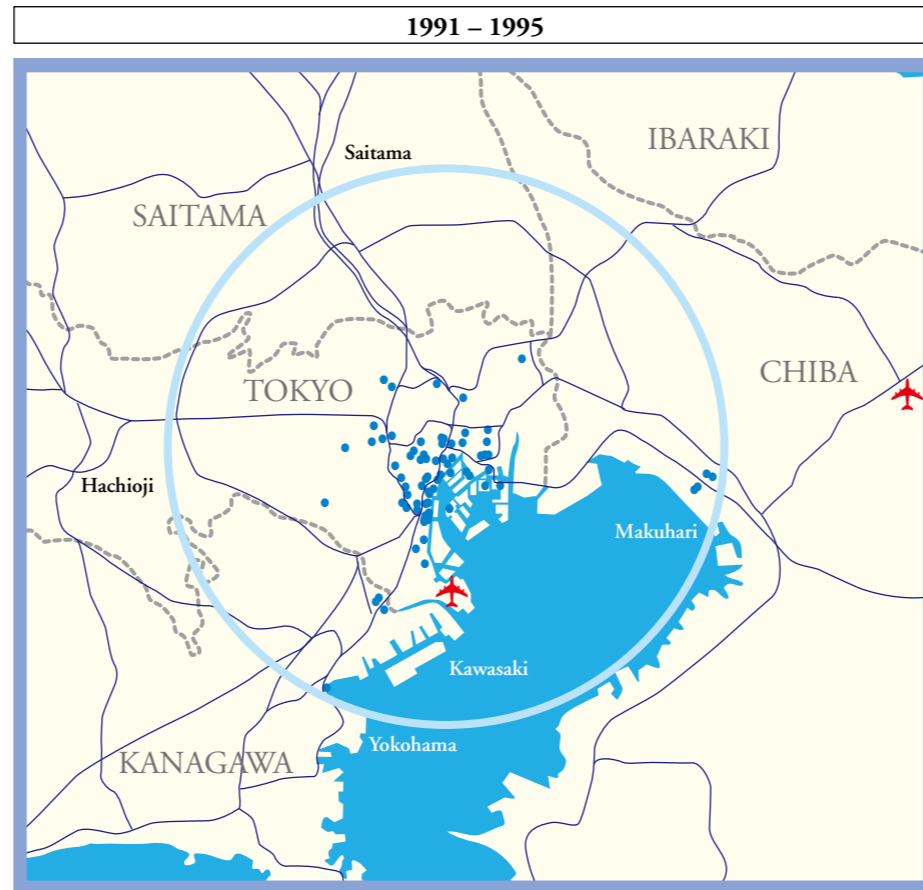 1991 – 1995
IBARAKI
Saitama
SAITAMA
CHIBA
TOKYO
Hachioji
Makuhari
Kawasaki
Yokohama
KANAGAWA